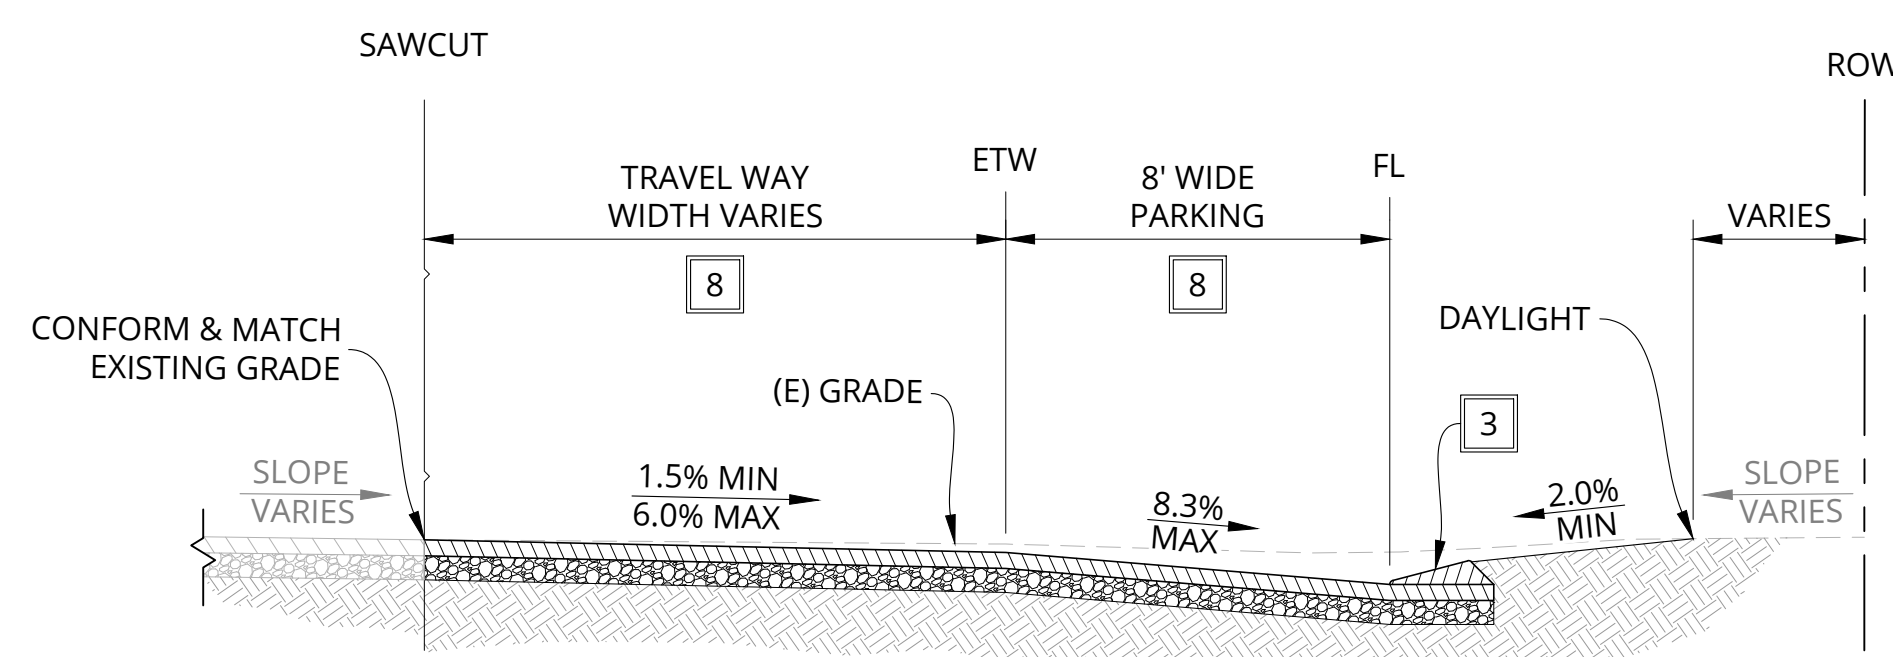 SAWCUT
ROW
ETW
FL
TRAVEL WAY
WIDTH VARIES
8' WIDE
PARKING
VARIES
8
8
CONFORM & MATCH
EXISTING GRADE
DAYLIGHT
(E) GRADE
3
SLOPE
VARIES
1.5% MIN
6.0% MAX
8.3%
MAX
2.0%
MIN
SLOPE
VARIES